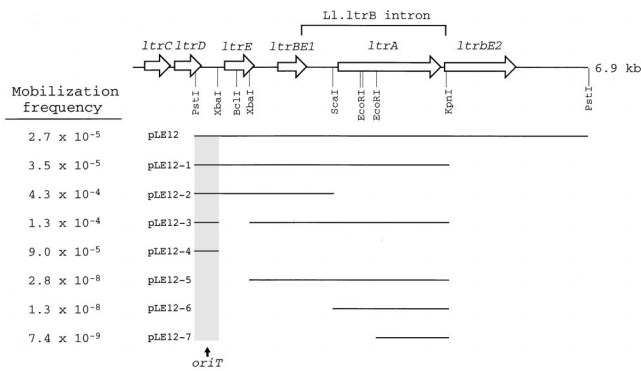 Ll.ltrB intron
ltrC ltrD ltrE ltrBE1 ltrA ltrbE2
6.9 kb
PstI XbaI BclI XbaI ScaI EcoRI EcoRI KpnI PstI
Mobilization
frequency
2.7 x 10⁻⁵ pLE12
3.5 x 10⁻⁵ pLE12-1
4.3 x 10⁻⁴ pLE12-2
1.3 x 10⁻⁴ pLE12-3
9.0 x 10⁻⁵ pLE12-4
2.8 x 10⁻⁸ pLE12-5
1.3 x 10⁻⁸ pLE12-6
7.4 x 10⁻⁹ pLE12-7
oriT